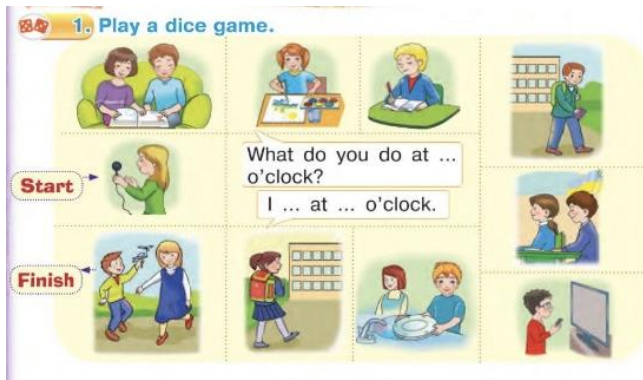 1. Play a dice game.
What do you do at ...
o'clock?
I ... at ... o'clock.
Start
Finish